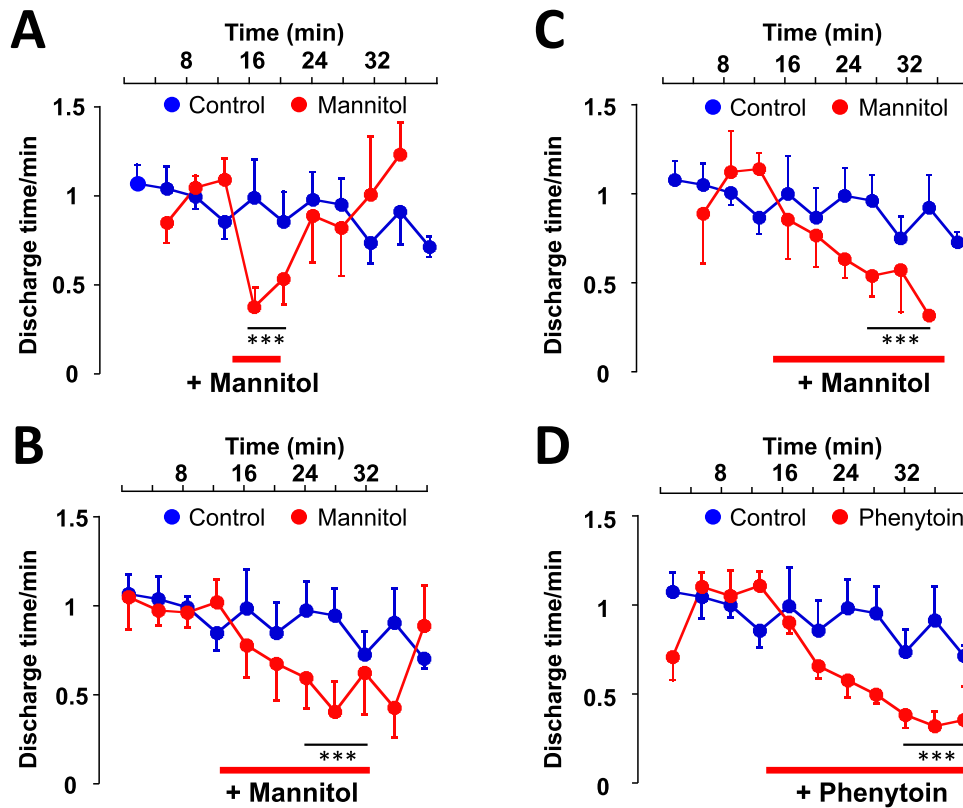 A
Time (min)
8 16 24 32
1.5
1
0.5
0
Discharge time/min
Control Mannitol
***
+ Mannitol
C
Time (min)
8 16 24 32
1.5
1
0.5
0
Discharge time/min
Control Mannitol
***
+ Mannitol
B
Time (min)
8 16 24 32
1.5
1
0.5
0
Discharge time/min
Control Mannitol
***
+ Mannitol
D
Time (min)
8 16 24 32
1.5
1
0.5
0
Discharge time/min
Control Phenytoin
***
+ Phenytoin